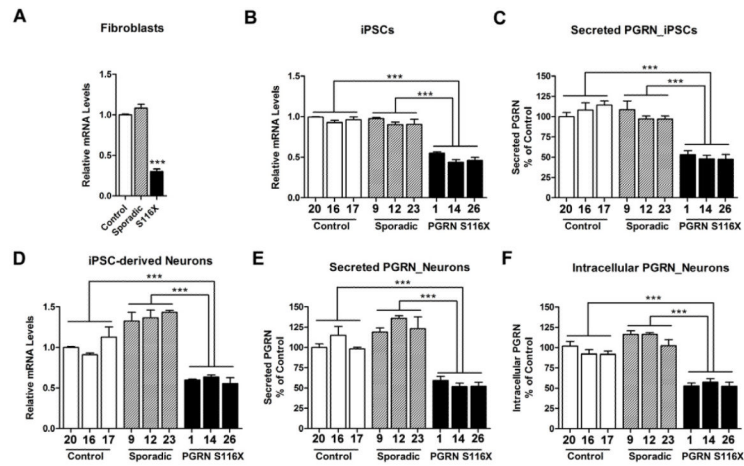 A
Fibroblasts
Relative mRNA Levels
1.5
1.0
0.5
0.0
***
Control
Sporadic
S116X
B
iPSCs
Relative mRNA Levels
1.5
1.0
0.5
0.0
***
***
20 16 17 9 12 23 1 14 26
Control Sporadic PGRN S116X
C
Secreted PGRN_iPSCs
Secreted PGRN
% of Control
150
125
100
75
50
25
0
***
***
20 16 17 9 12 23 1 14 26
Control Sporadic PGRN S116X
D
iPSC-derived Neurons
Relative mRNA Levels
2.0
1.5
1.0
0.5
0.0
***
***
20 16 17 9 12 23 1 14 26
Control Sporadic PGRN S116X
E
Secreted PGRN_Neurons
Secreted PGRN
% of Control
150
125
100
75
50
25
0
***
***
20 16 17 9 12 23 1 14 26
Control Sporadic PGRN S116X
F
Intracellular PGRN_Neurons
Intracellular PGRN
% of Control
150
125
100
75
50
25
0
***
***
20 16 17 9 12 23 1 14 26
Control Sporadic PGRN S116X